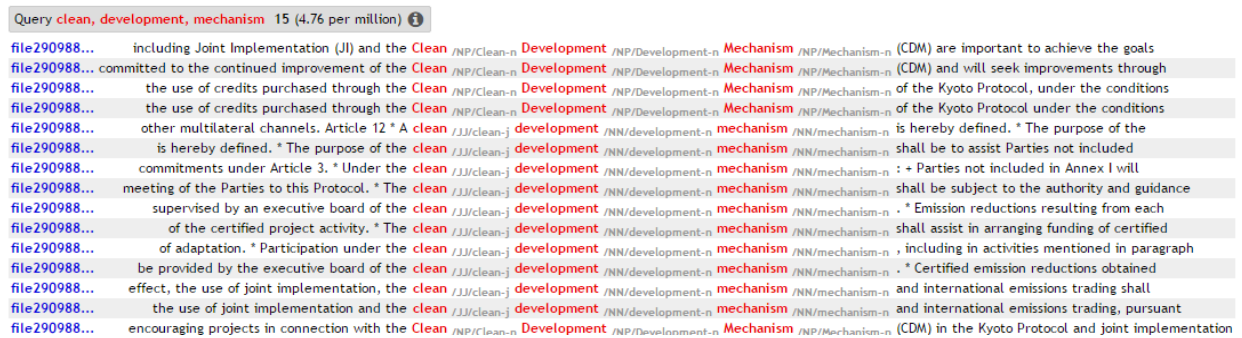 Query clean, development, mechanism 15 (4.76 per million) i
file290988... including Joint Implementation (JI) and the Clean /NP/Clean-n Development /NP/Development-n Mechanism /NP/Mechanism-n (CDM) are important to achieve the goals
file290988... committed to the continued improvement of the Clean /NP/Clean-n Development /NP/Development-n Mechanism /NP/Mechanism-n (CDM) and will seek improvements through
file290988... the use of credits purchased through the Clean /NP/Clean-n Development /NP/Development-n Mechanism /NP/Mechanism-n of the Kyoto Protocol, under the conditions
file290988... the use of credits purchased through the Clean /NP/Clean-n Development /NP/Development-n Mechanism /NP/Mechanism-n of the Kyoto Protocol under the conditions
file290988... other multilateral channels. Article 12 * A clean /JJ/clean-j development /NN/development-n mechanism /NN/mechanism-n is hereby defined. * The purpose of the
file290988... is hereby defined. * The purpose of the clean /JJ/clean-j development /NN/development-n mechanism /NN/mechanism-n shall be to assist Parties not included
file290988... commitments under Article 3. * Under the clean /JJ/clean-j development /NN/development-n mechanism /NN/mechanism-n : + Parties not included in Annex I will
file290988... meeting of the Parties to this Protocol. * The clean /JJ/clean-j development /NN/development-n mechanism /NN/mechanism-n shall be subject to the authority and guidance
file290988... supervised by an executive board of the clean /JJ/clean-j development /NN/development-n mechanism /NN/mechanism-n . * Emission reductions resulting from each
file290988... of the certified project activity. * The clean /JJ/clean-j development /NN/development-n mechanism /NN/mechanism-n shall assist in arranging funding of certified
file290988... of adaptation. * Participation under the clean /JJ/clean-j development /NN/development-n mechanism /NN/mechanism-n , including in activities mentioned in paragraph
file290988... be provided by the executive board of the clean /JJ/clean-j development /NN/development-n mechanism /NN/mechanism-n . * Certified emission reductions obtained
file290988... effect, the use of joint implementation, the clean /JJ/clean-j development /NN/development-n mechanism /NN/mechanism-n and international emissions trading shall
file290988... the use of joint implementation and the clean /JJ/clean-j development /NN/development-n mechanism /NN/mechanism-n and international emissions trading, pursuant
file290988... encouraging projects in connection with the Clean /NP/Clean-n Development /NP/Development-n Mechanism /NP/Mechanism-n (CDM) in the Kyoto Protocol and joint implementation